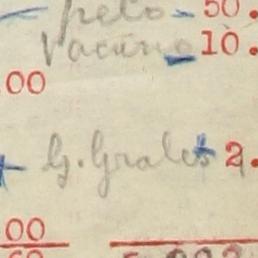 pelo - 50.
Vacuno - 10.
00
G. Grales 2.
00